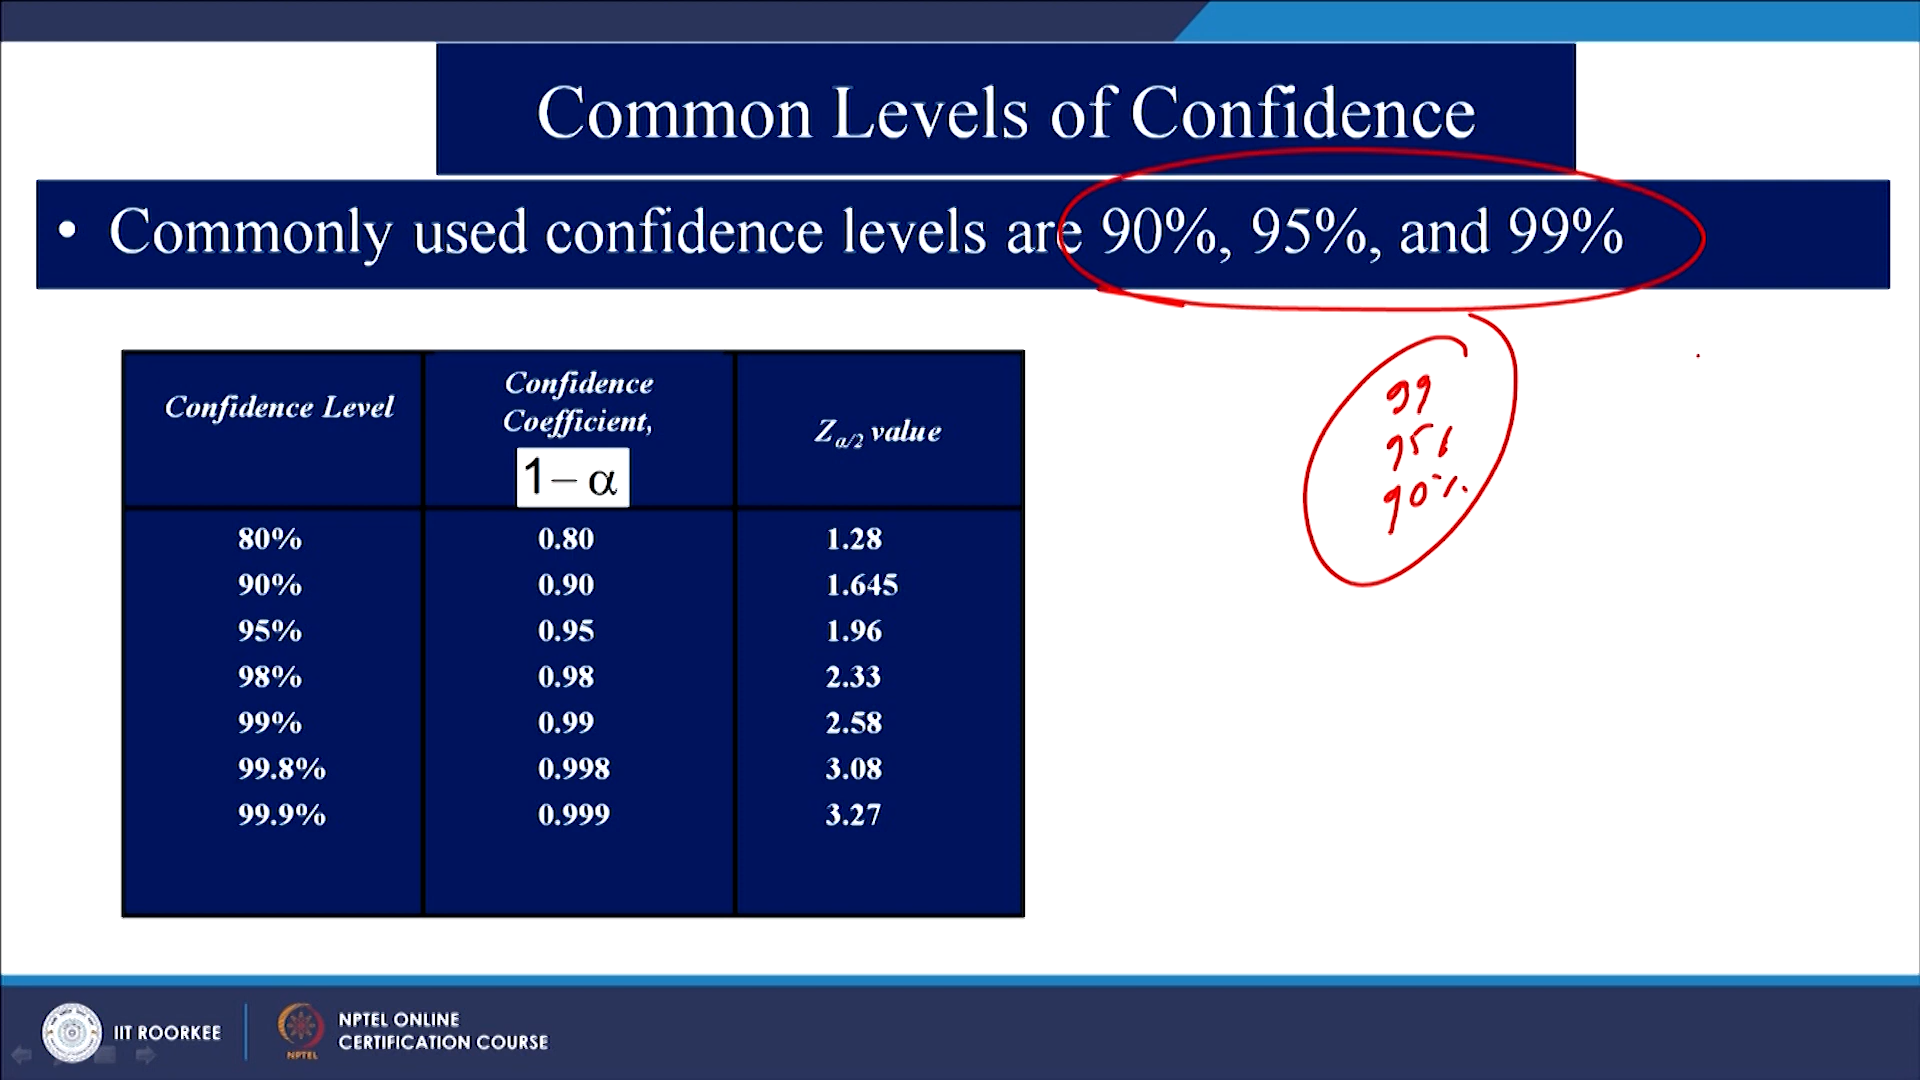 Common Levels of Confidence
• Commonly used confidence levels are 90%, 95%, and 99%
99
95%
90%
Confidence Level
Confidence
Coefficient,
1− α
Zα/2 value
80% 0.80 1.28
90% 0.90 1.645
95% 0.95 1.96
98% 0.98 2.33
99% 0.99 2.58
99.8% 0.998 3.08
99.9% 0.999 3.27
IIT ROORKEE
NPTEL
NPTEL ONLINE
CERTIFICATION COURSE